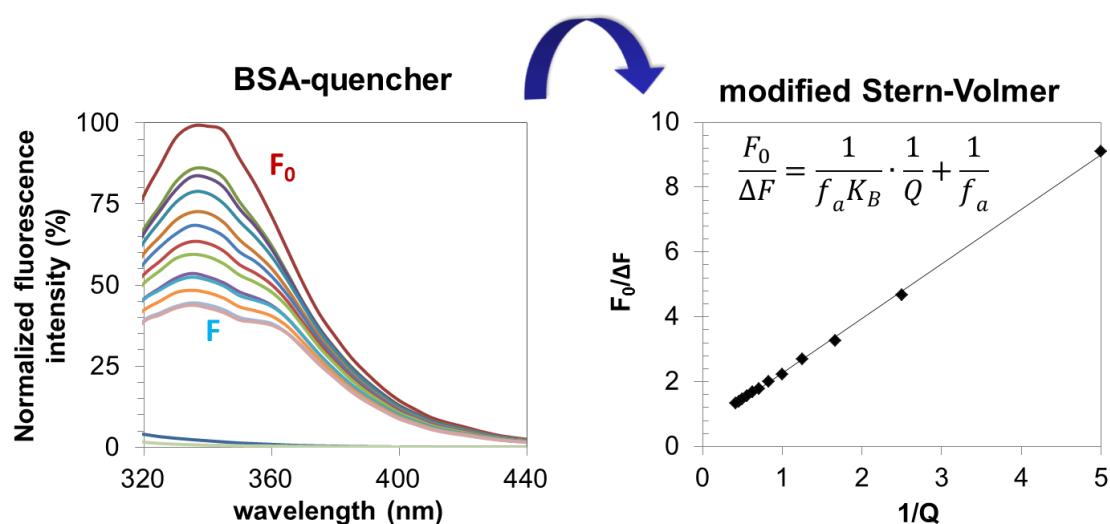 BSA-quencher
100
75
50
25
0
320
360
400
440
Normalized fluorescence
intensity (%)
wavelength (nm)
F₀
F
modified Stern-Volmer
10
8
6
4
2
0
0
1
2
3
4
5
F₀/ΔF
1/Q
F₀/ΔF = 1/(fₐK_B) · 1/Q + 1/fₐ